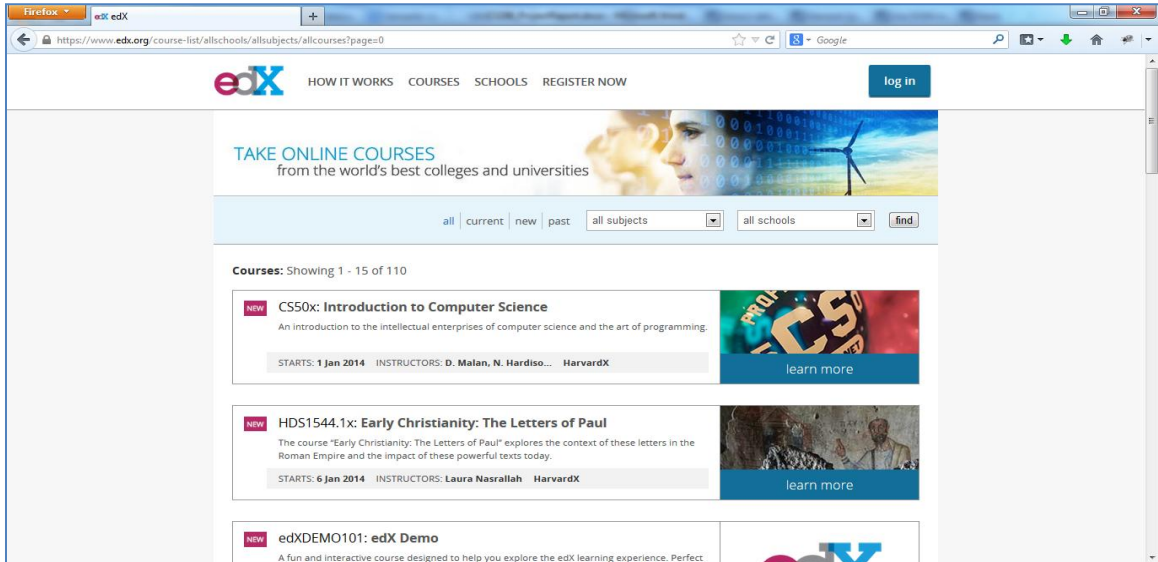 Firefox
edX edX
https://www.edx.org/course-list/allschools/allsubjects/allcourses?page=0
Google
edX HOW IT WORKS COURSES SCHOOLS REGISTER NOW log in
TAKE ONLINE COURSES
from the world's best colleges and universities
all current new past all subjects all schools find
Courses: Showing 1 - 15 of 110
NEW CS50x: Introduction to Computer Science
An introduction to the intellectual enterprises of computer science and the art of programming.
STARTS: 1 Jan 2014 INSTRUCTORS: D. Malan, N. Hardiso... HarvardX
learn more
NEW HDS1544.1x: Early Christianity: The Letters of Paul
The course "Early Christianity: The Letters of Paul" explores the context of these letters in the
Roman Empire and the impact of these powerful texts today.
STARTS: 6 Jan 2014 INSTRUCTORS: Laura Nasrallah HarvardX
learn more
NEW edXDEMO101: edX Demo
A fun and interactive course designed to help you explore the edX learning experience. Perfect